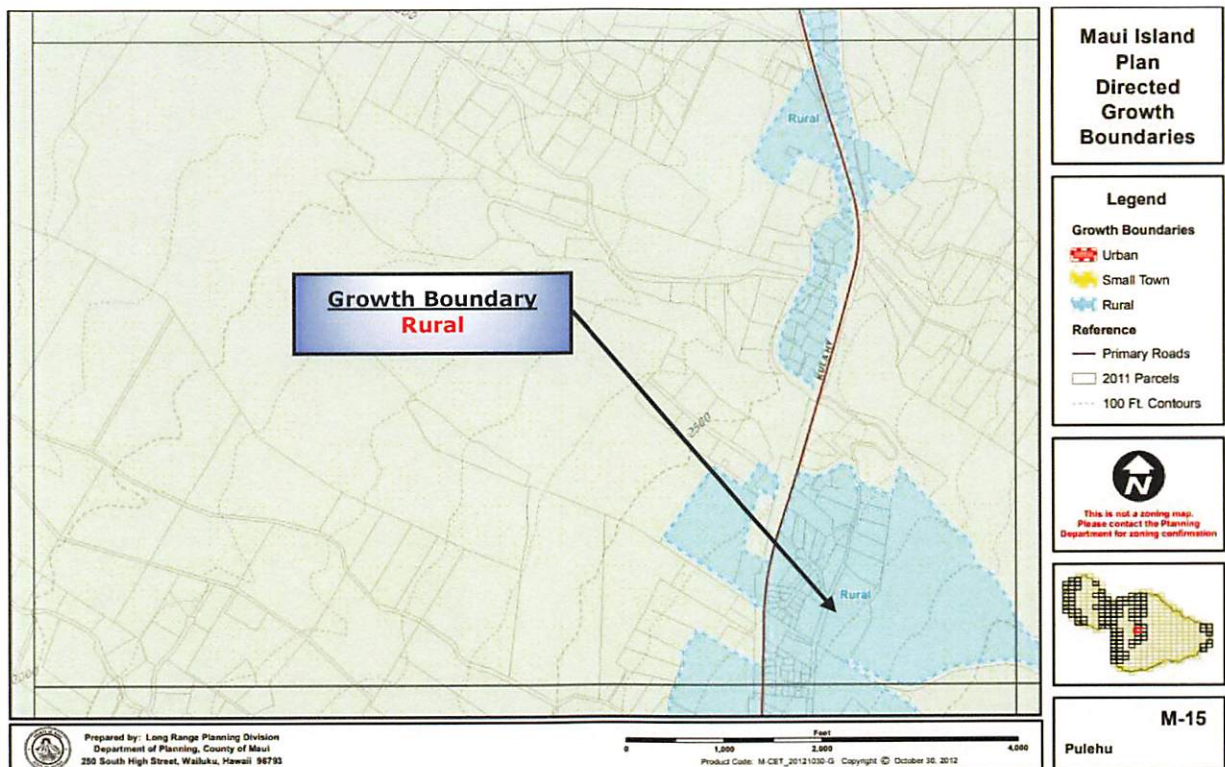 Maui Island
Plan
Directed
Growth
Boundaries
Legend
Growth Boundaries
Urban
Small Town
Rural
Reference
Primary Roads
2011 Parcels
100 Ft. Contours
N
This is not a zoning map.
Please contact the Planning
Department for zoning confirmation
M-15
Pulehu
Rural
Growth Boundary
Rural
KULA HWY
2500
Rural
Prepared by: Long Range Planning Division
Department of Planning, County of Maui
250 South High Street, Wailuku, Hawaii 96793
Feet
0 1,000 2,000 4,000
Product Code: M-CET_20121030-G Copyright © October 30, 2012